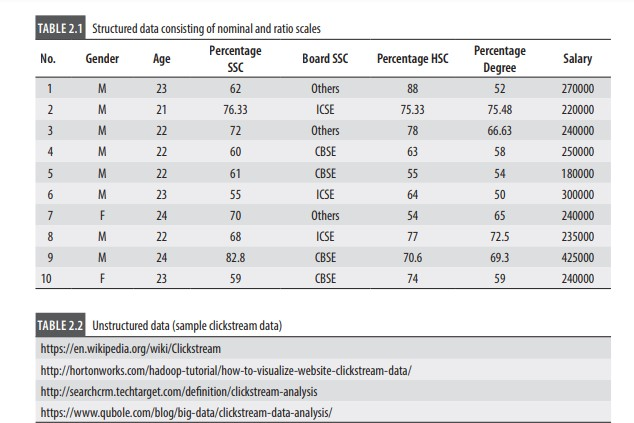 TABLE 2.1 Structured data consisting of nominal and ratio scales
No. Gender Age Percentage SSC Board SSC Percentage HSC Percentage Degree Salary
1 M 23 62 Others 88 52 270000
2 M 21 76.33 ICSE 75.33 75.48 220000
3 M 22 72 Others 78 66.63 240000
4 M 22 60 CBSE 63 58 250000
5 M 22 61 CBSE 55 54 180000
6 M 23 55 ICSE 64 50 300000
7 F 24 70 Others 54 65 240000
8 M 22 68 ICSE 77 72.5 235000
9 M 24 82.8 CBSE 70.6 69.3 425000
10 F 23 59 CBSE 74 59 240000
TABLE 2.2 Unstructured data (sample clickstream data)
https://en.wikipedia.org/wiki/Clickstream
http://hortonworks.com/hadoop-tutorial/how-to-visualize-website-clickstream-data/
http://searchcrm.techtarget.com/definition/clickstream-analysis
https://www.qubole.com/blog/big-data/clickstream-data-analysis/